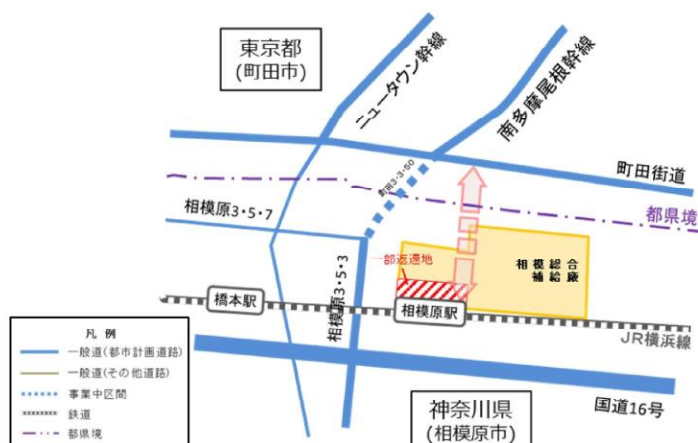 東京都
(町田市)
ニュータウン幹線
南多摩尾根幹線
町田3・3・50
町田街道
都県境
相模原3・5・7
一部返還地
相模総合
補給廠
相模原3・5・3
橋本駅
相模原駅
JR横浜線
国道16号
神奈川県
(相模原市)
凡例
一般道(都市計画道路)
一般道(その他道路)
事業中区間
鉄道
都県境